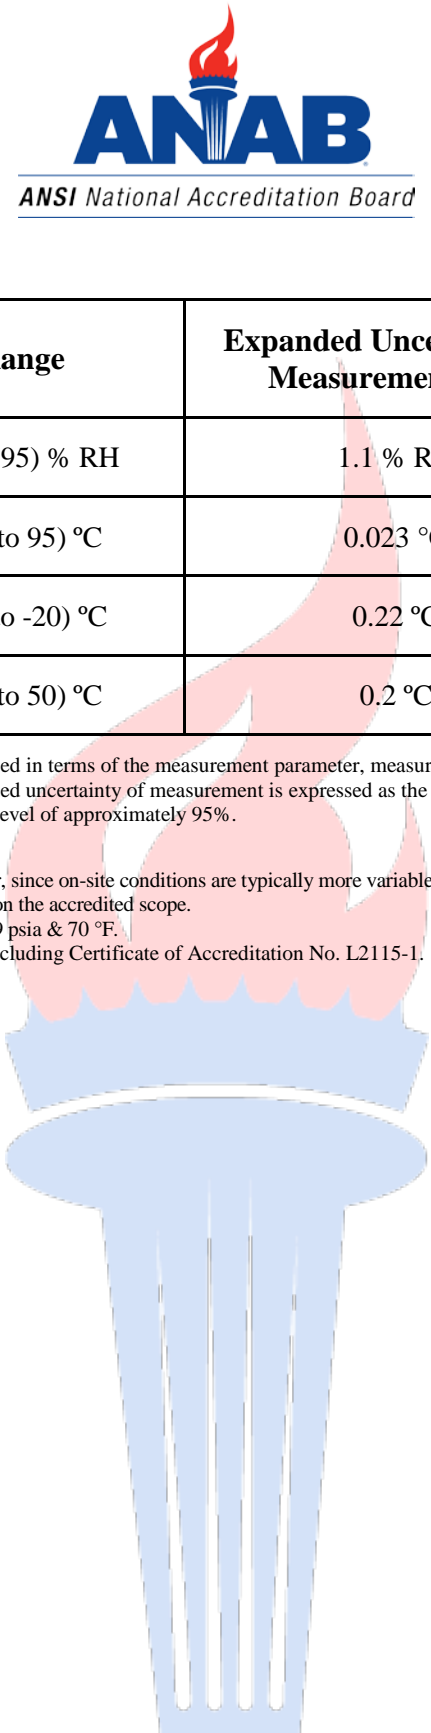 ANAB
ANSI National Accreditation Board
ange
Expanded Unce
Measuremen
95) % RH
1.1 % R
to 95) ºC
0.023 °C
o -20) ºC
0.22 ºC
to 50) ºC
0.2 ºC
ed in terms of the measurement parameter, measur
ed uncertainty of measurement is expressed as the
evel of approximately 95%.
r, since on-site conditions are typically more variable
on the accredited scope.
9 psia & 70 °F.
cluding Certificate of Accreditation No. L2115-1.